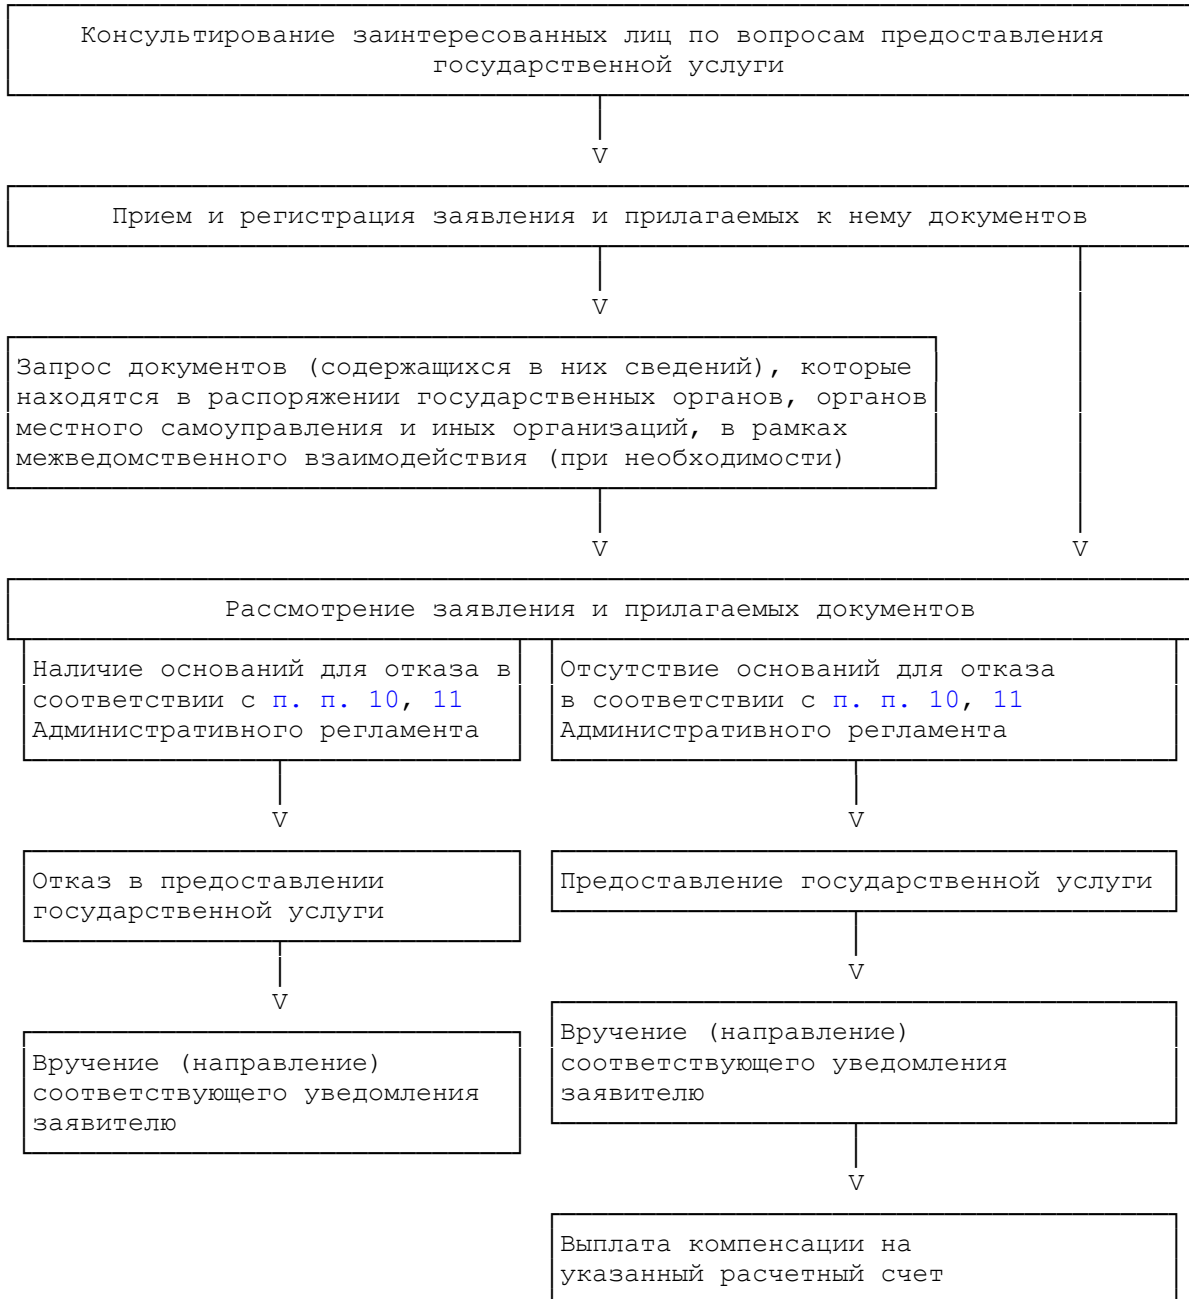 Консультирование заинтересованных лиц по вопросам предоставления
государственной услуги
V
Прием и регистрация заявления и прилагаемых к нему документов
V
Запрос документов (содержащихся в них сведений), которые
находятся в распоряжении государственных органов, органов
местного самоуправления и иных организаций, в рамках
межведомственного взаимодействия (при необходимости)
V V
Рассмотрение заявления и прилагаемых документов
Наличие оснований для отказа в
соответствии с п. п. 10, 11
Административного регламента
Отсутствие оснований для отказа
в соответствии с п. п. 10, 11
Административного регламента
V V
Отказ в предоставлении
государственной услуги
Предоставление государственной услуги
V
V
Вручение (направление)
соответствующего уведомления
заявителю
Вручение (направление)
соответствующего уведомления
заявителю
V
Выплата компенсации на
указанный расчетный счет